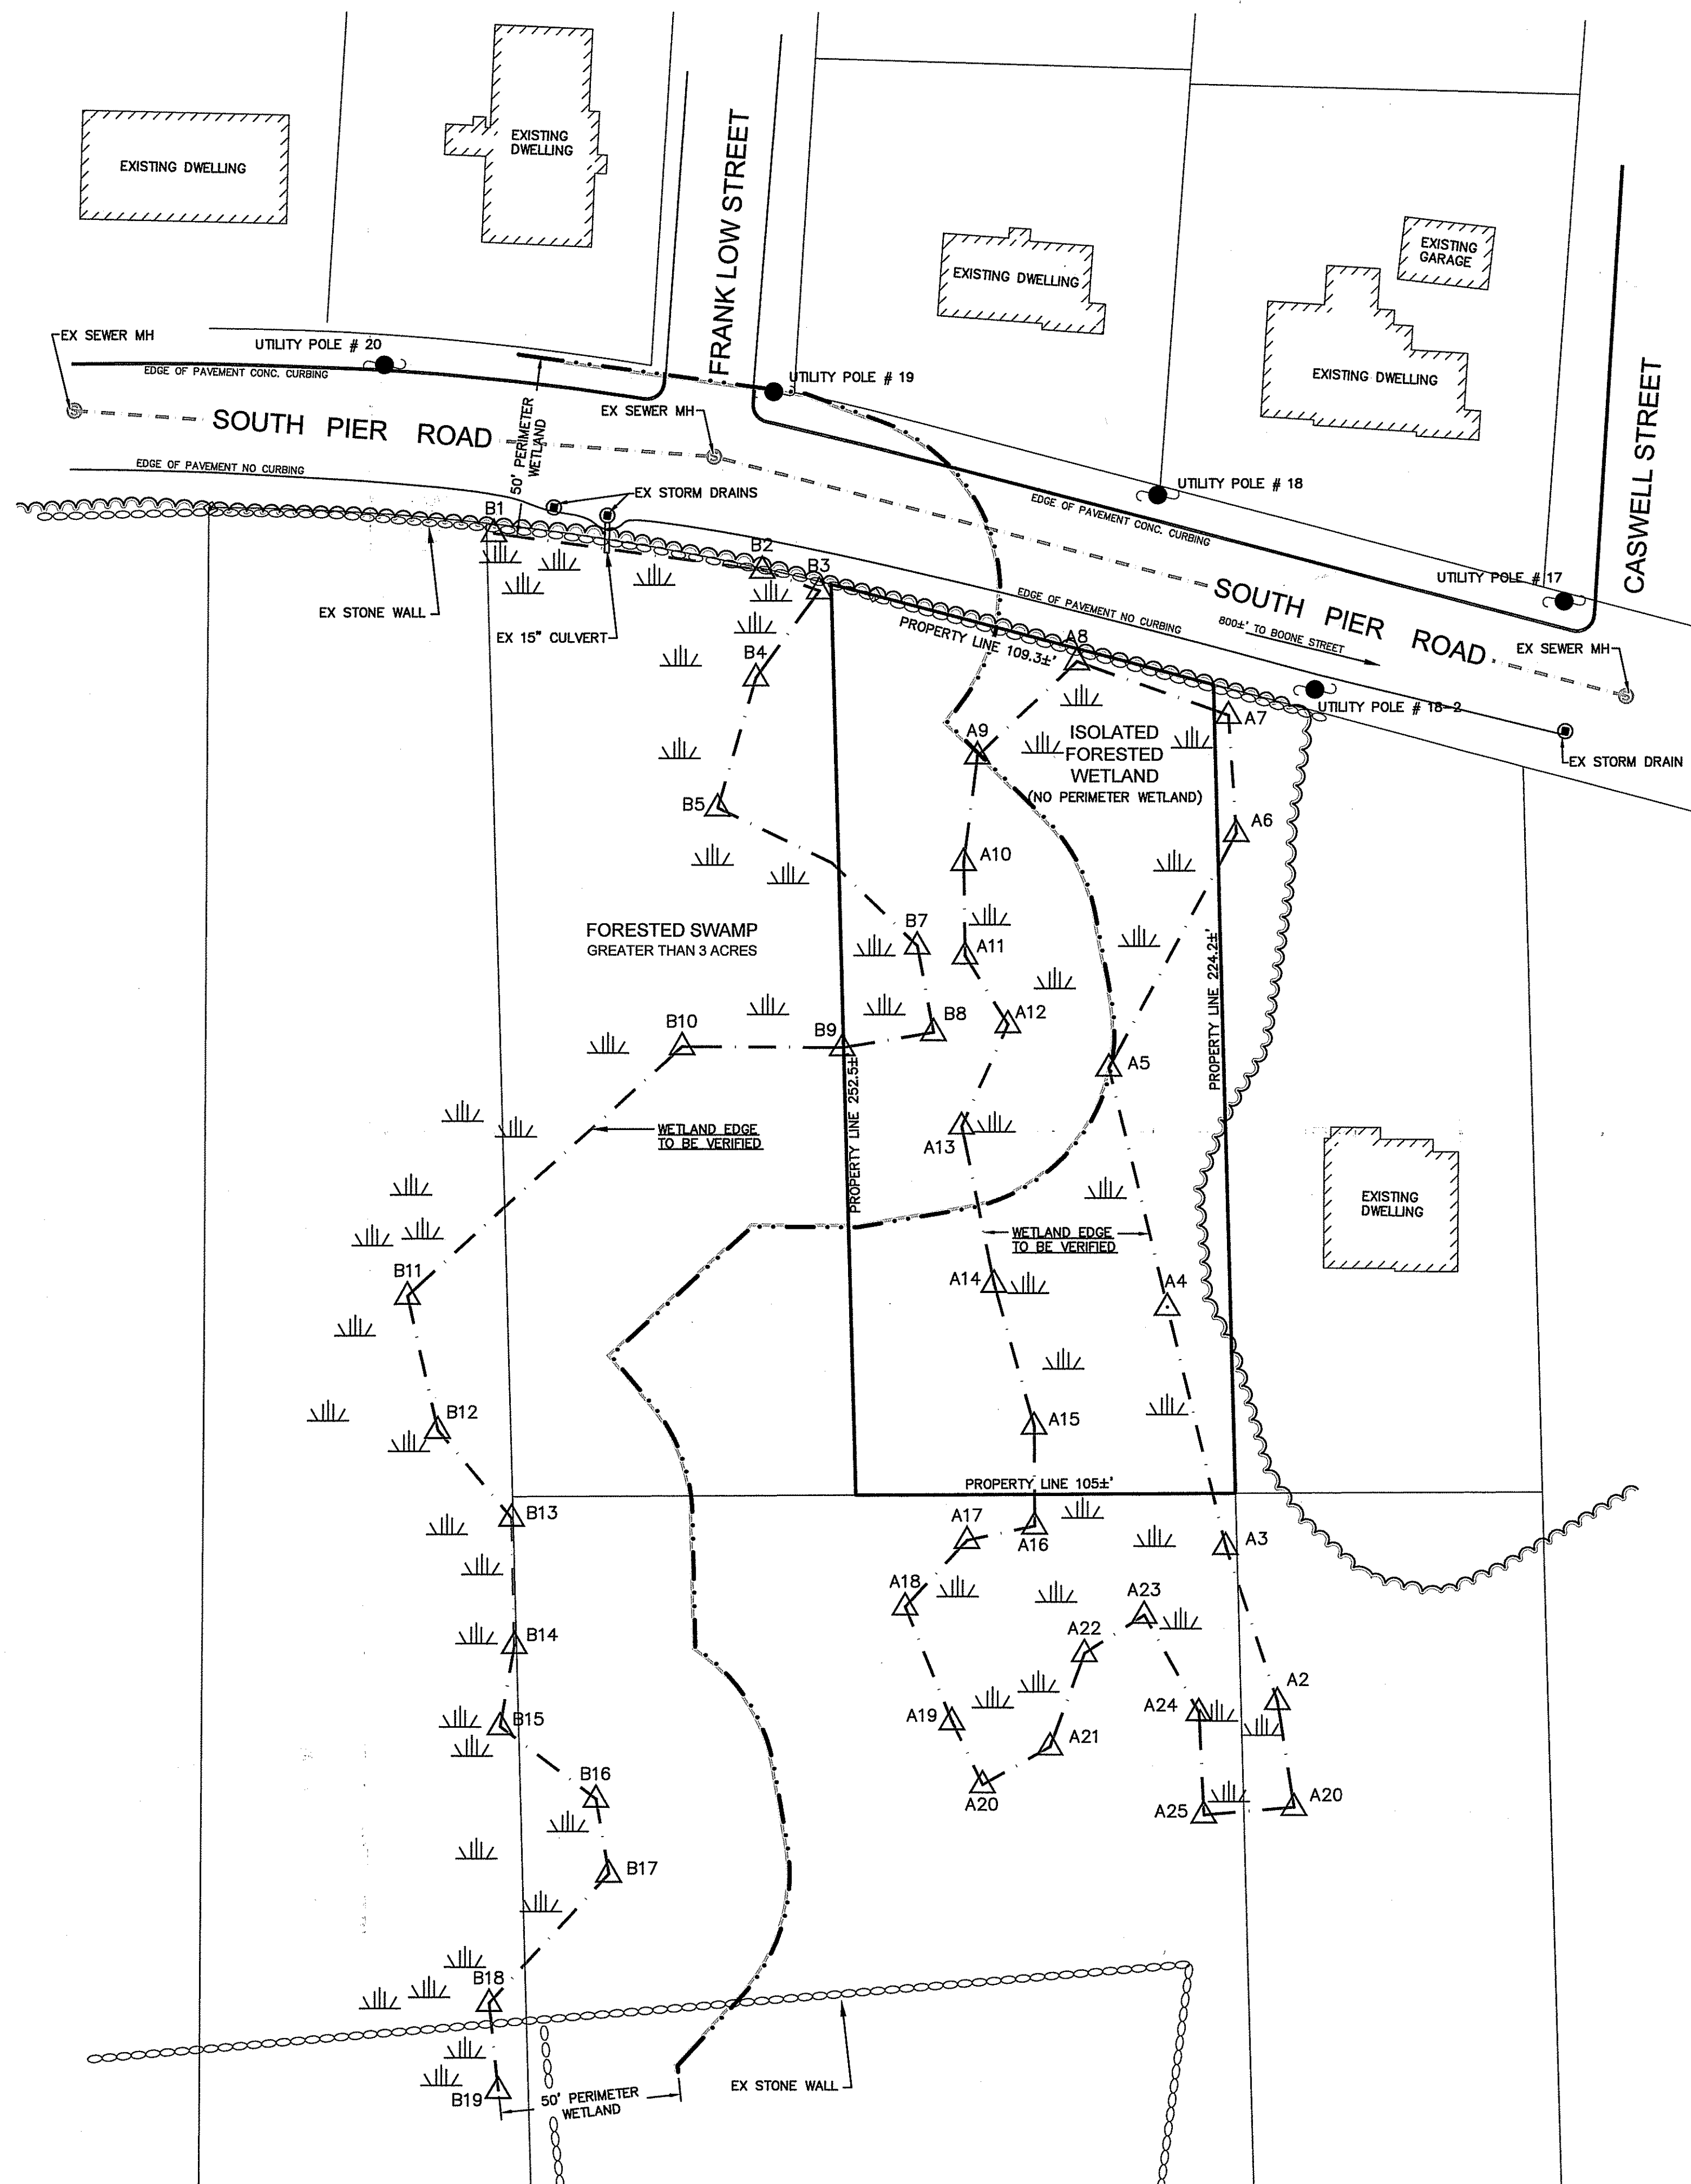 EXISTING DWELLING
EXISTING
DWELLING
FRANK LOW STREET
EXISTING DWELLING
EXISTING
GARAGE
EXISTING DWELLING
CASWELL STREET
EX SEWER MH
UTILITY POLE # 20
EDGE OF PAVEMENT CONC. CURBING
UTILITY POLE # 19
EX SEWER MH
SOUTH PIER ROAD
50' PERIMETER
WETLAND
EDGE OF PAVEMENT NO CURBING
EX STORM DRAINS
UTILITY POLE # 18
EDGE OF PAVEMENT CONC. CURBING
B1
B2
B3
EX STONE WALL
EX 15" CULVERT
UTILITY POLE # 17
SOUTH PIER ROAD
EDGE OF PAVEMENT NO CURBING
800±' TO BOONE STREET
EX SEWER MH
PROPERTY LINE 109.3±'
A8
B4
UTILITY POLE # 18-2
A7
EX STORM DRAIN
A9
ISOLATED
FORESTED
WETLAND
(NO PERIMETER WETLAND)
B5
A6
A10
FORESTED SWAMP
GREATER THAN 3 ACRES
B7
A11
PROPERTY LINE 224.2±'
B10
B9
B8
A12
A5
PROPERTY LINE 252.5±'
WETLAND EDGE
TO BE VERIFIED
A13
EXISTING
DWELLING
WETLAND EDGE
TO BE VERIFIED
B11
A14
A4
B12
A15
PROPERTY LINE 105±'
B13
A17
A16
A3
A18
A23
B14
A22
A2
B15
A19
A24
A21
B16
A20
A25
A20
B17
B18
B19
50' PERIMETER
WETLAND
EX STONE WALL